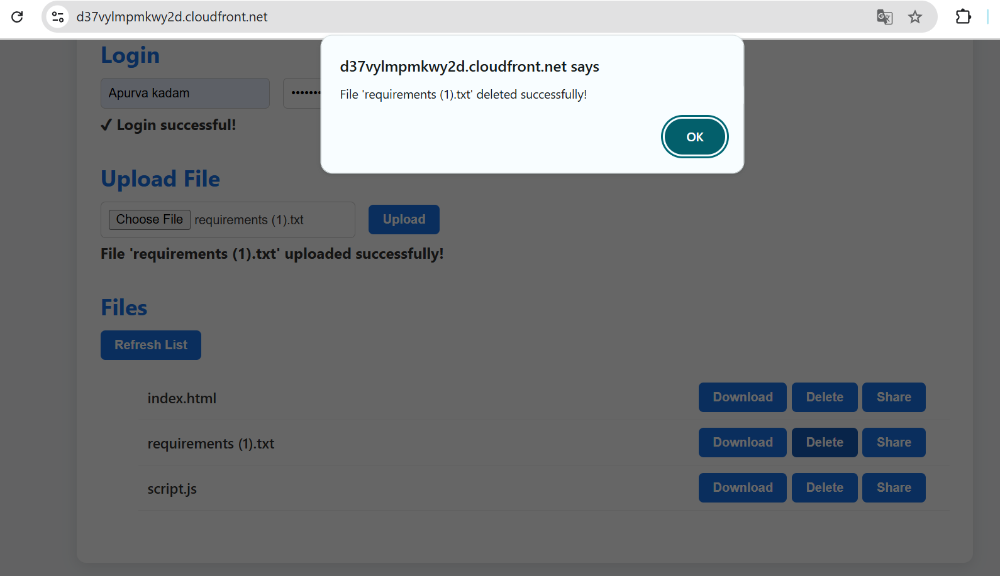 d37vylmpmkwy2d.cloudfront.net
d37vylmpmkwy2d.cloudfront.net says
File 'requirements (1).txt' deleted successfully!
OK
Login
Apurva kadam
•••••••
✔ Login successful!
Upload File
Choose File requirements (1).txt Upload
File 'requirements (1).txt' uploaded successfully!
Files
Refresh List
index.html Download Delete Share
requirements (1).txt Download Delete Share
script.js Download Delete Share